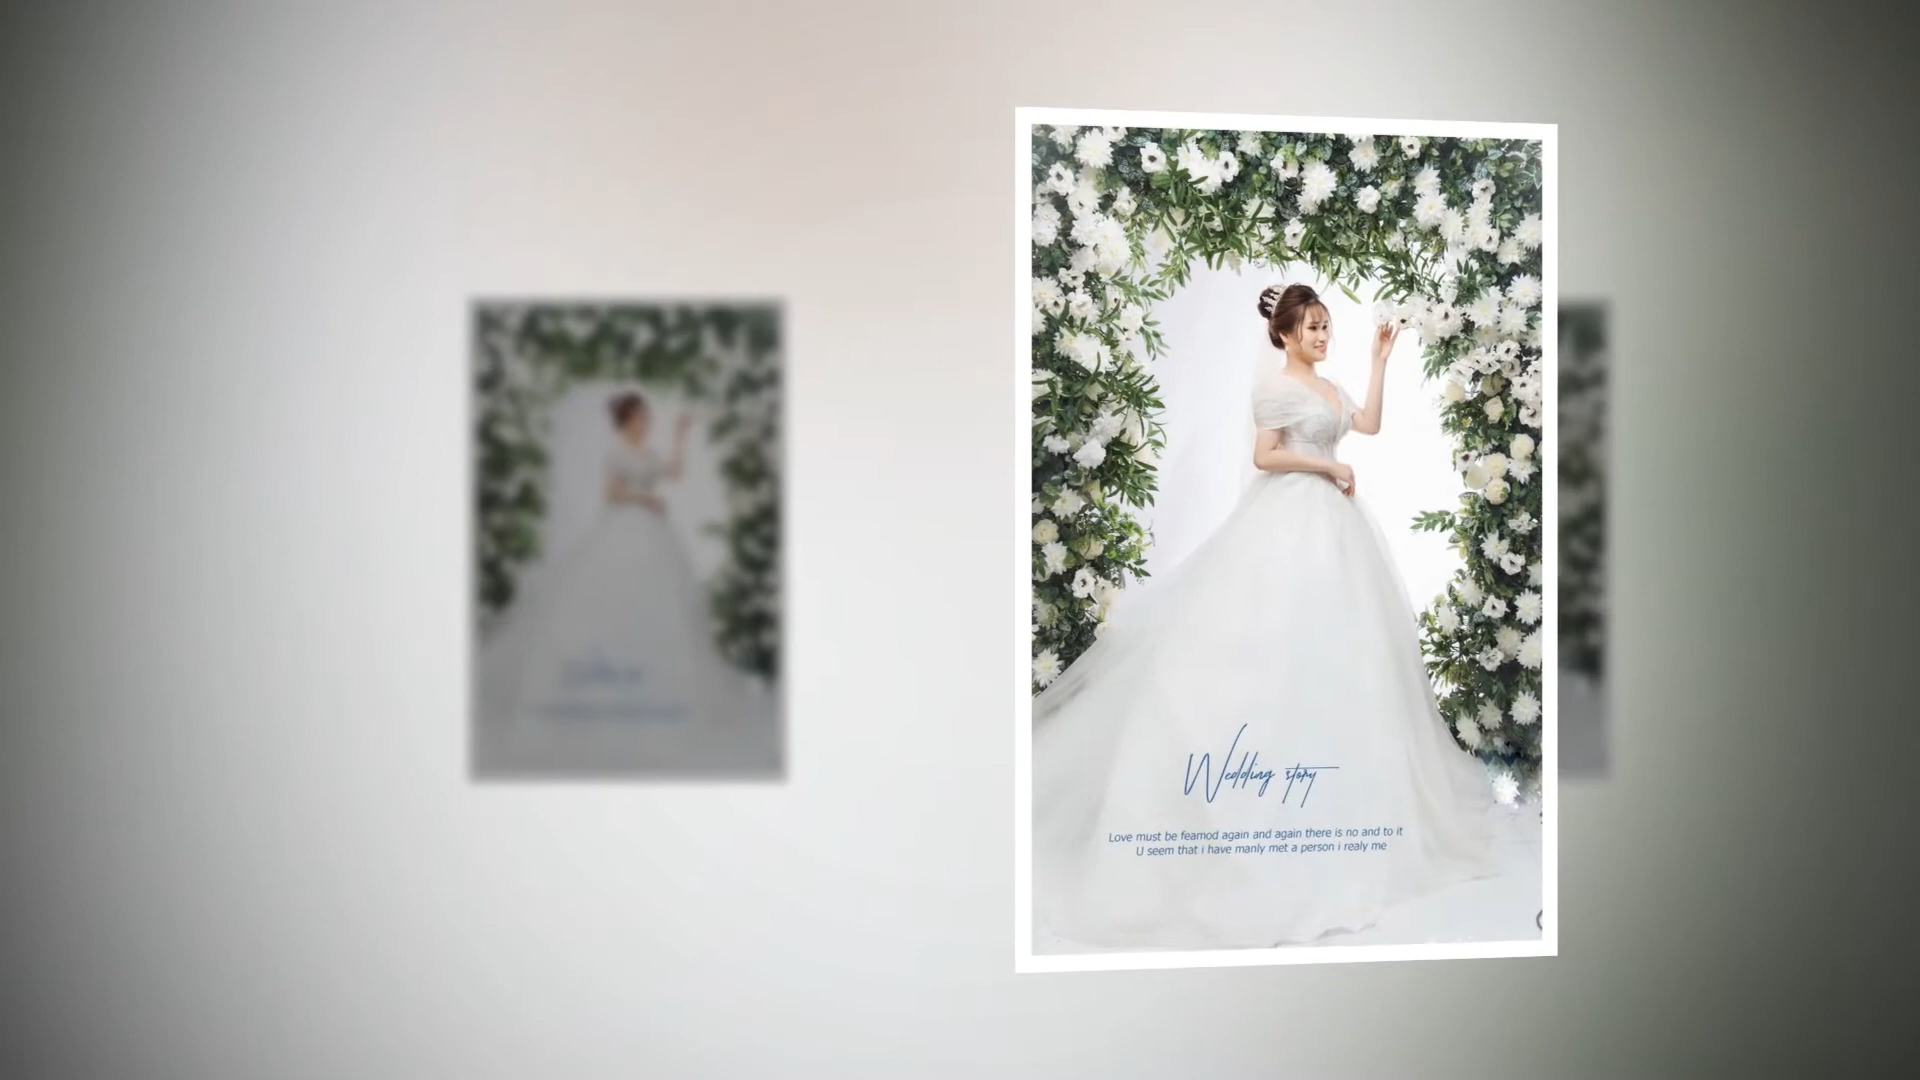 Wedding story
Love must be feamod again and again there is no and to it
U seem that i have manly met a person i realy me